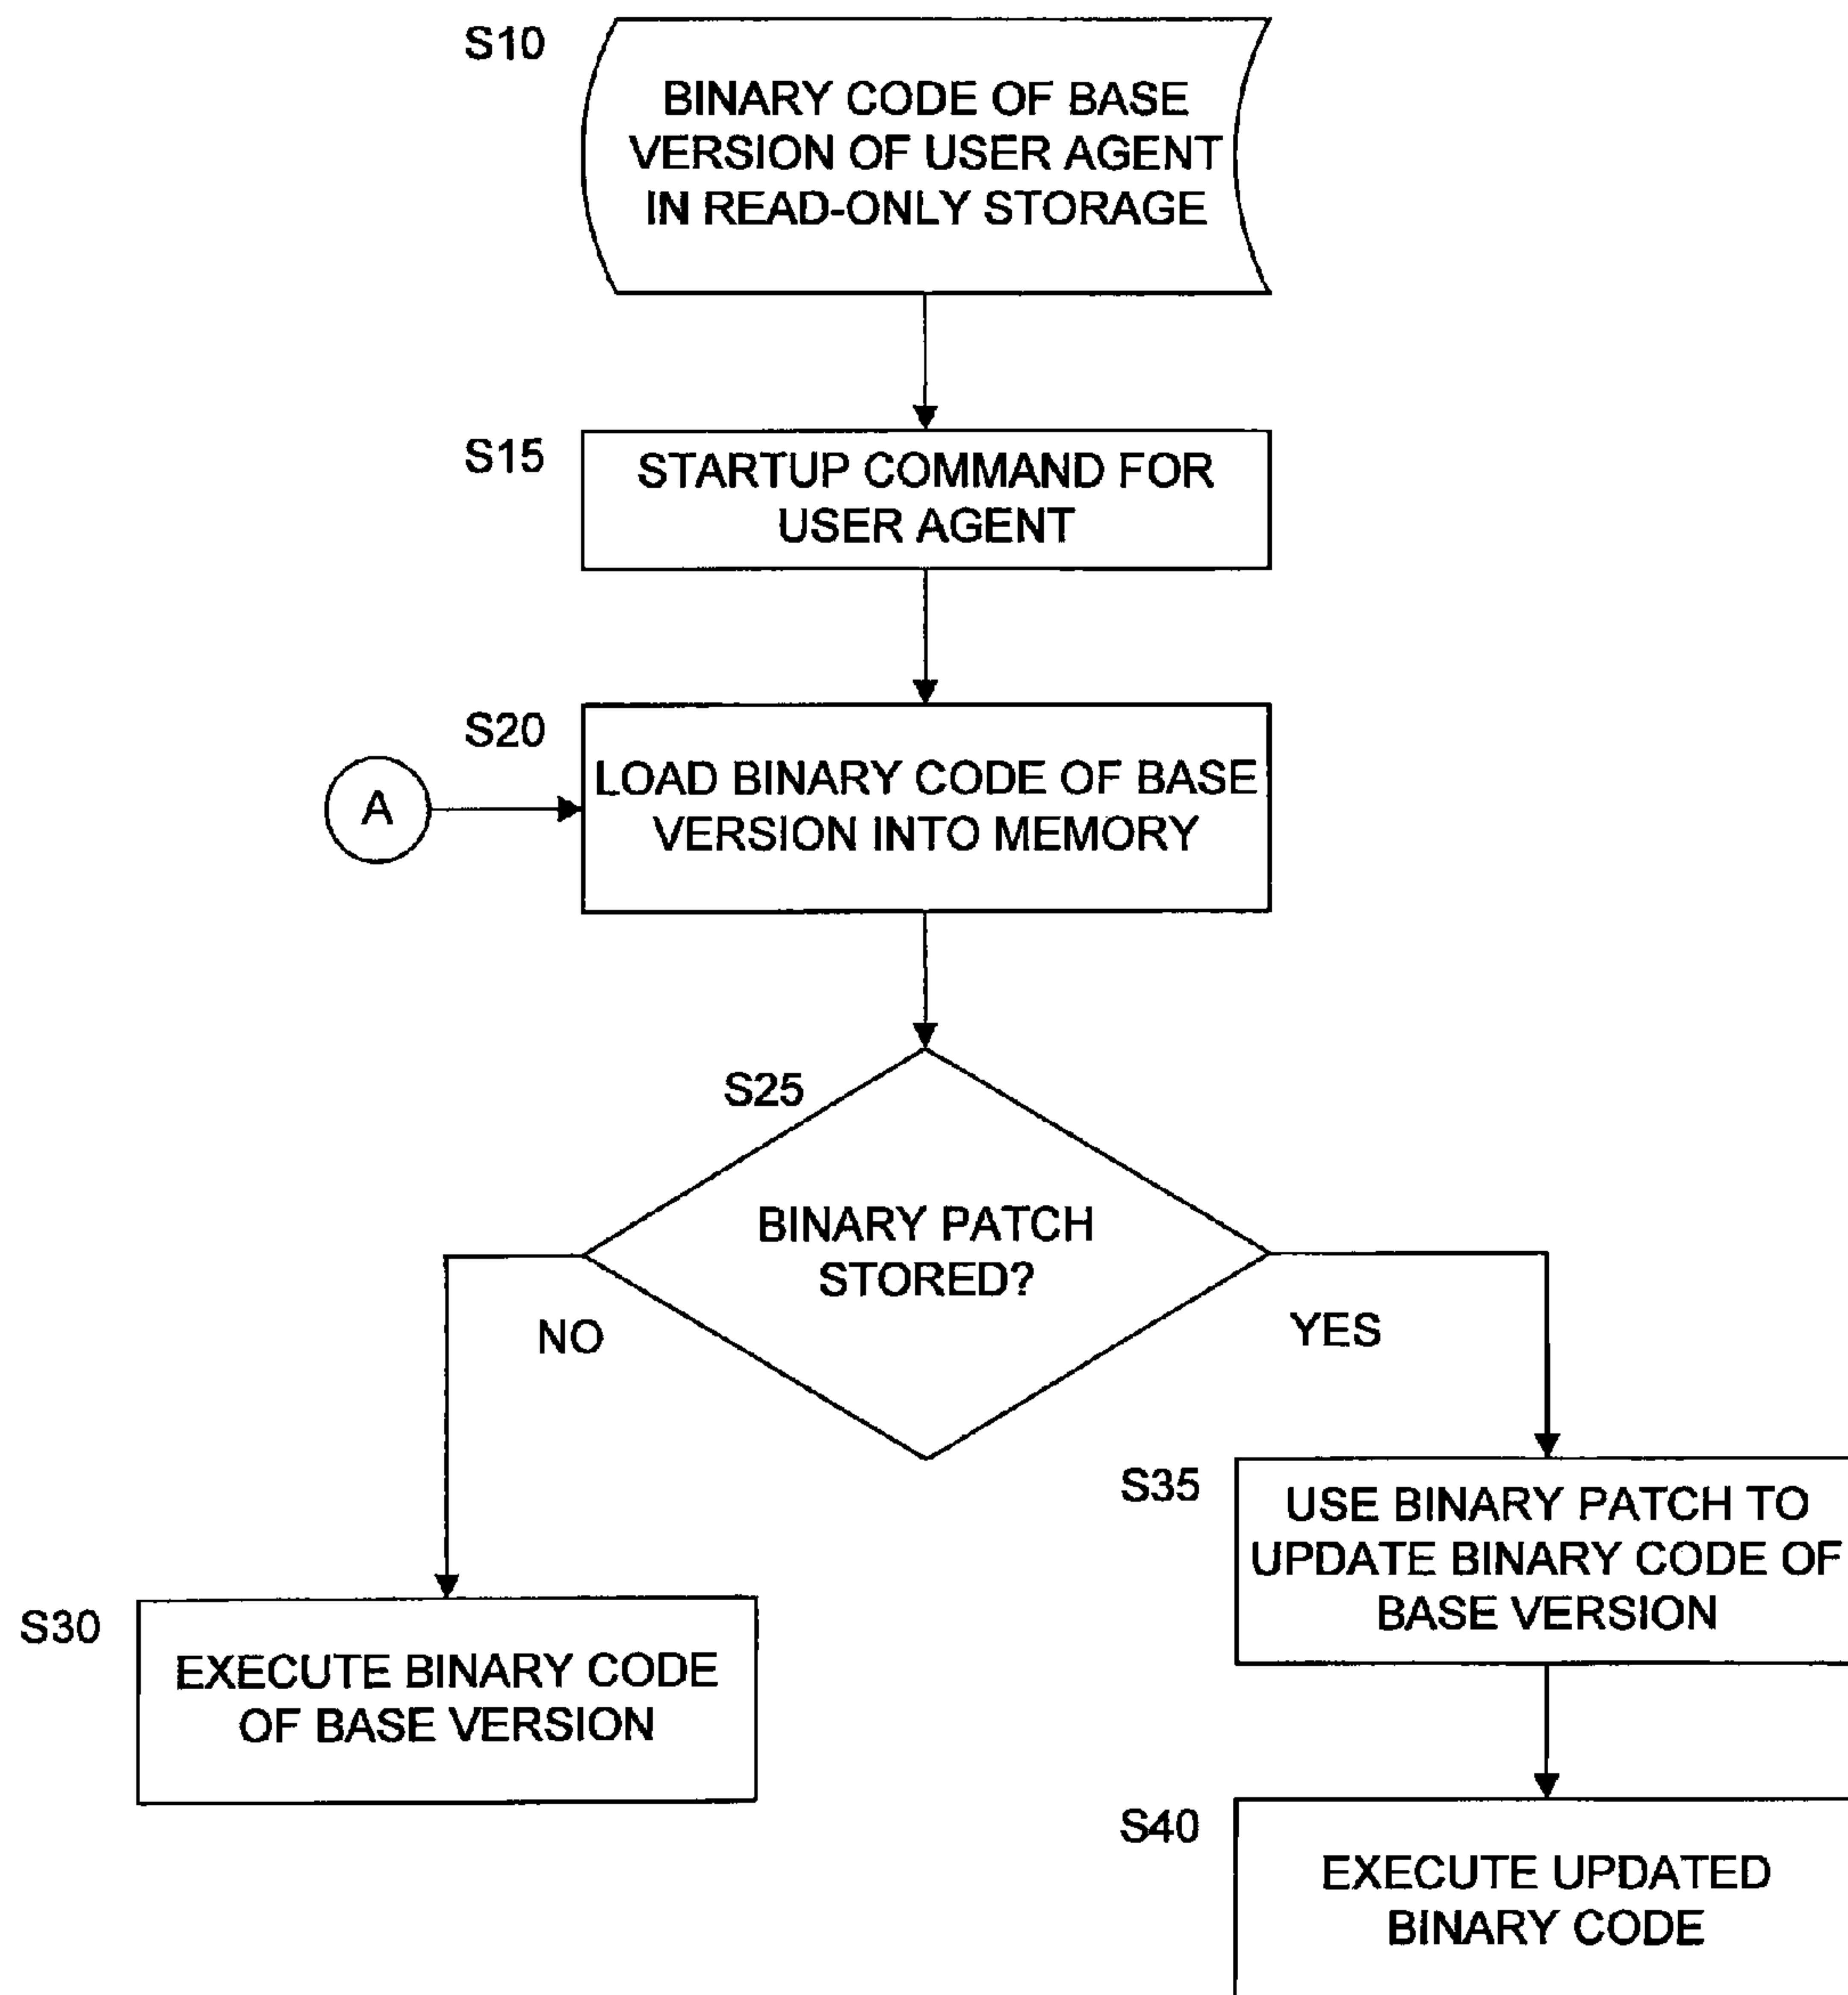 S10
BINARY CODE OF BASE
VERSION OF USER AGENT
IN READ-ONLY STORAGE
S15
STARTUP COMMAND FOR
USER AGENT
S20
A
LOAD BINARY CODE OF BASE
VERSION INTO MEMORY
S25
BINARY PATCH
STORED?
NO
YES
S35
USE BINARY PATCH TO
UPDATE BINARY CODE OF
BASE VERSION
S30
EXECUTE BINARY CODE
OF BASE VERSION
S40
EXECUTE UPDATED
BINARY CODE